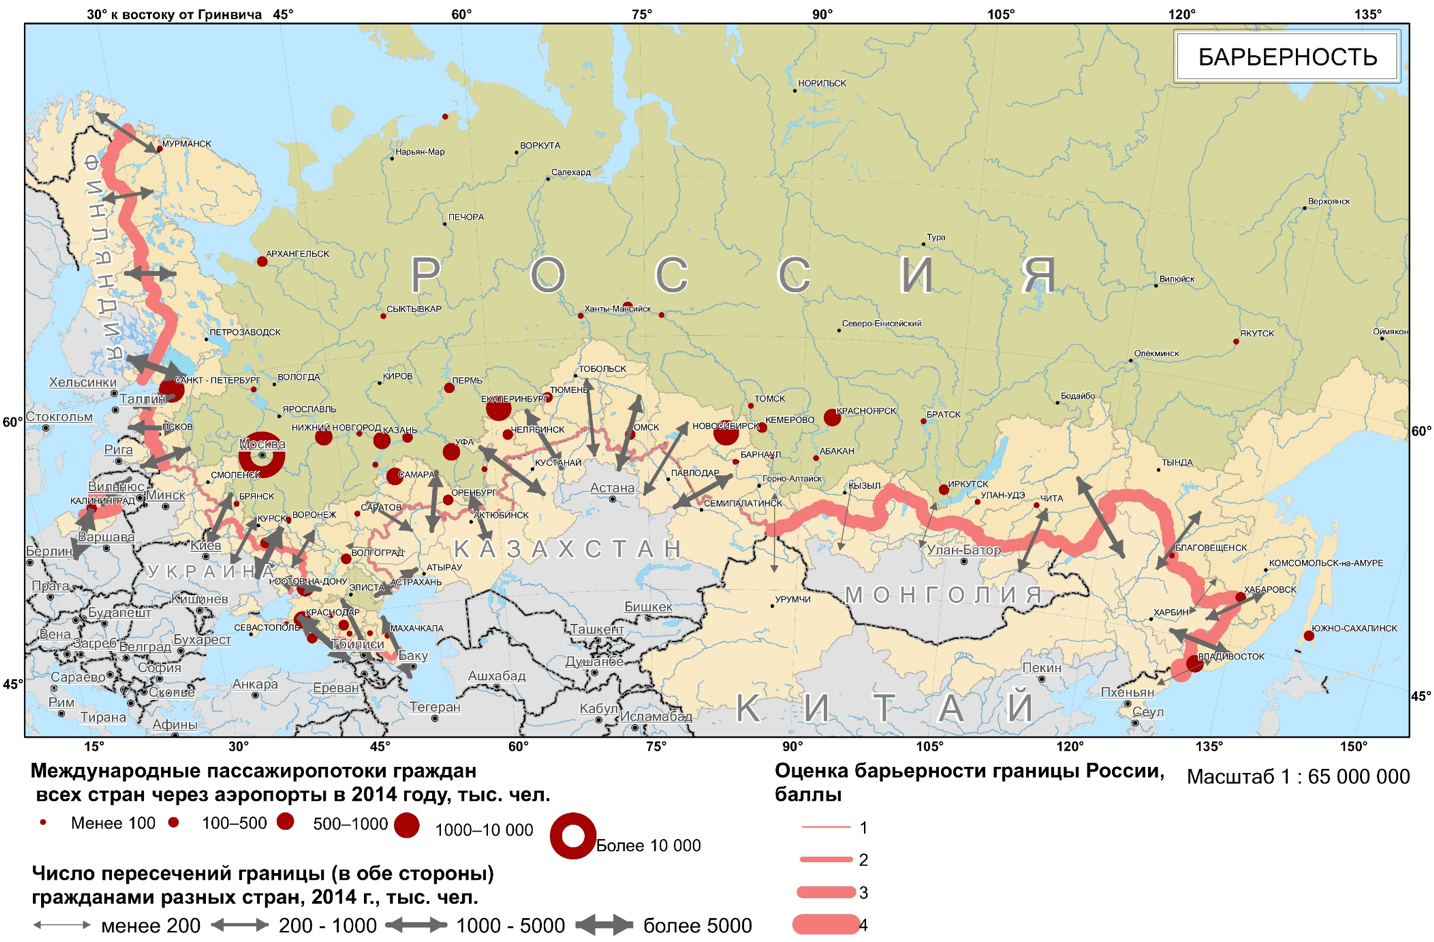 30° к востоку от Гринвича 45° 60° 75° 90° 105° 120° 135°
БАРЬЕРНОСТЬ
НОРИЛЬСК
МУРМАНСК
Нарьян-Мар
ВОРКУТА
Салехард
Верхоянск
ПЕЧОРА
ФИНЛЯНДИЯ
Тура
АРХАНГЕЛЬСК
РОССИЯ
Вилюйск
СЫКТЫВКАР
Ханты-Мансийск
Северо-Енисейский
ПЕТРОЗАВОДСК
ЯКУТСК
Оймякон
Олёкминск
Хельсинки
САНКТ - ПЕТЕРБУРГ
ВОЛОГДА
КИРОВ
ПЕРМЬ
ТОБОЛЬСК
ТЮМЕНЬ
Таллин
ЕКАТЕРИНБУРГ
ТОМСК
Бодайбо
Стокгольм
ЯРОСЛАВЛЬ
КРАСНОЯРСК
БРАТСК
60°
60°
ПСКОВ
НИЖНИЙ НОВГОРОД
КАЗАНЬ
ЧЕЛЯБИНСК
ОМСК
НОВОСИБИРСК
КЕМЕРОВО
Москва
Рига
УФА
БАРНАУЛ
АБАКАН
КУСТАНАЙ
ТЫНДА
СМОЛЕНСК
САМАРА
ПАВЛОДАР
Горно-Алтайск
КЫЗЫЛ
ИРКУТСК
Вильнюс
Минск
БРЯНСК
ОРЕНБУРГ
Астана
УЛАН-УДЭ
ЧИТА
КАЛИНИНГРАД
САРАТОВ
АКТЮБИНСК
СЕМИПАЛАТИНСК
КУРСК
ВОРОНЕЖ
Варшава
Киев
КАЗАХСТАН
Улан-Батор
БЛАГОВЕЩЕНСК
Берлин
ВОЛГОГРАД
КОМСОМОЛЬСК-на-АМУРЕ
УКРАИНА
АТЫРАУ
Прага
РОСТОВ-НА-ДОНУ
ЭЛИСТА
АСТРАХАНЬ
МОНГОЛИЯ
ХАБАРОВСК
Кишинев
УРУМЧИ
Будапешт
КРАСНОДАР
Бишкек
ХАРБИН
Вена
СЕВАСТОПОЛЬ
МАХАЧКАЛА
Ташкент
ЮЖНО-САХАЛИНСК
Загреб
Белград
Бухарест
Тбилиси
Баку
Душанбе
Пекин
ВЛАДИВОСТОК
Сараево
София
Анкара
Ереван
Ашхабад
45°
45°
Скопье
Пхеньян
Рим
Тирана
Тегеран
Кабул
Исламабад
КИТАЙ
Сеул
Афины
15° 30° 45° 60° 75° 90° 105° 120° 135° 150°
Международные пассажиропотоки граждан
всех стран через аэропорты в 2014 году, тыс. чел.
Менее 100 100–500 500–1000 1000–10 000 Более 10 000
Число пересечений границы (в обе стороны)
гражданами разных стран, 2014 г., тыс. чел.
менее 200 200 - 1000 1000 - 5000 более 5000
Оценка барьерности границы России,
баллы
1
2
3
4
Масштаб 1 : 65 000 000